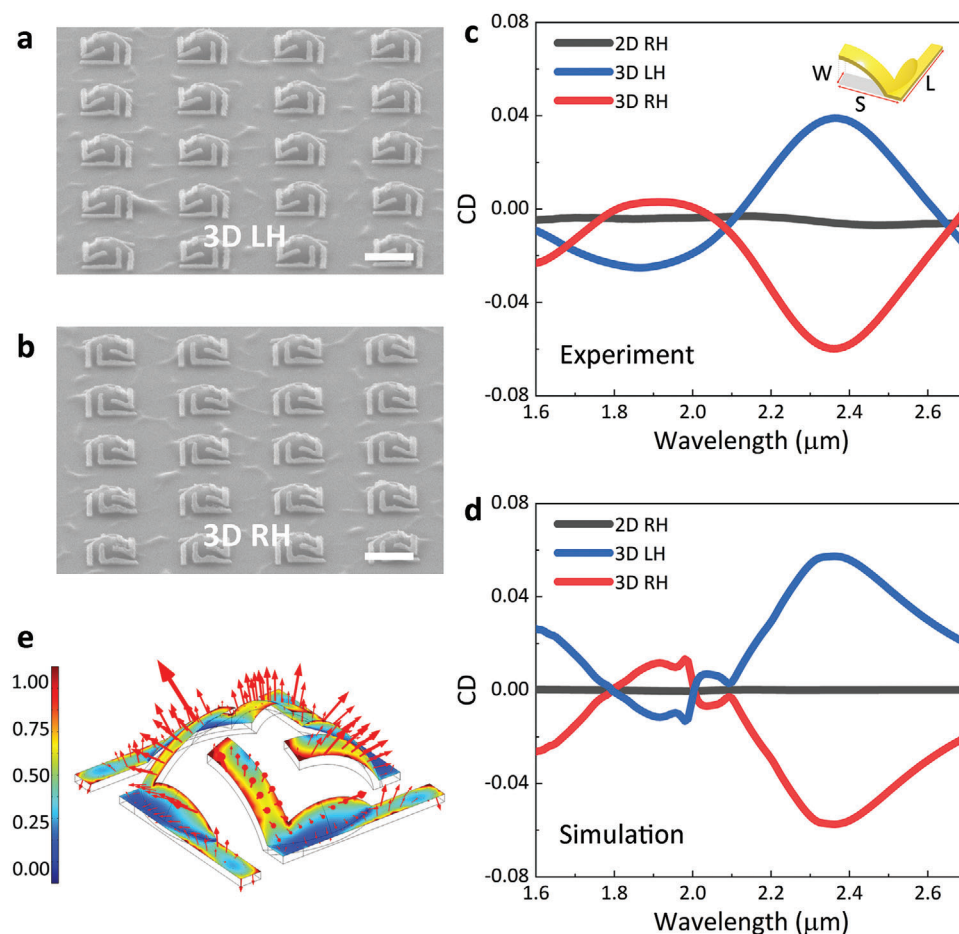 a
3D LH
b
3D RH
c
0.08
0.04
0.00
-0.04
-0.08
CD
2D RH
3D LH
3D RH
W
S
L
Experiment
1.6
1.8
2.0
2.2
2.4
2.6
Wavelength (μm)
d
0.08
0.04
0.00
-0.04
-0.08
CD
2D RH
3D LH
3D RH
Simulation
1.6
1.8
2.0
2.2
2.4
2.6
Wavelength (μm)
e
1.00
0.75
0.50
0.25
0.00